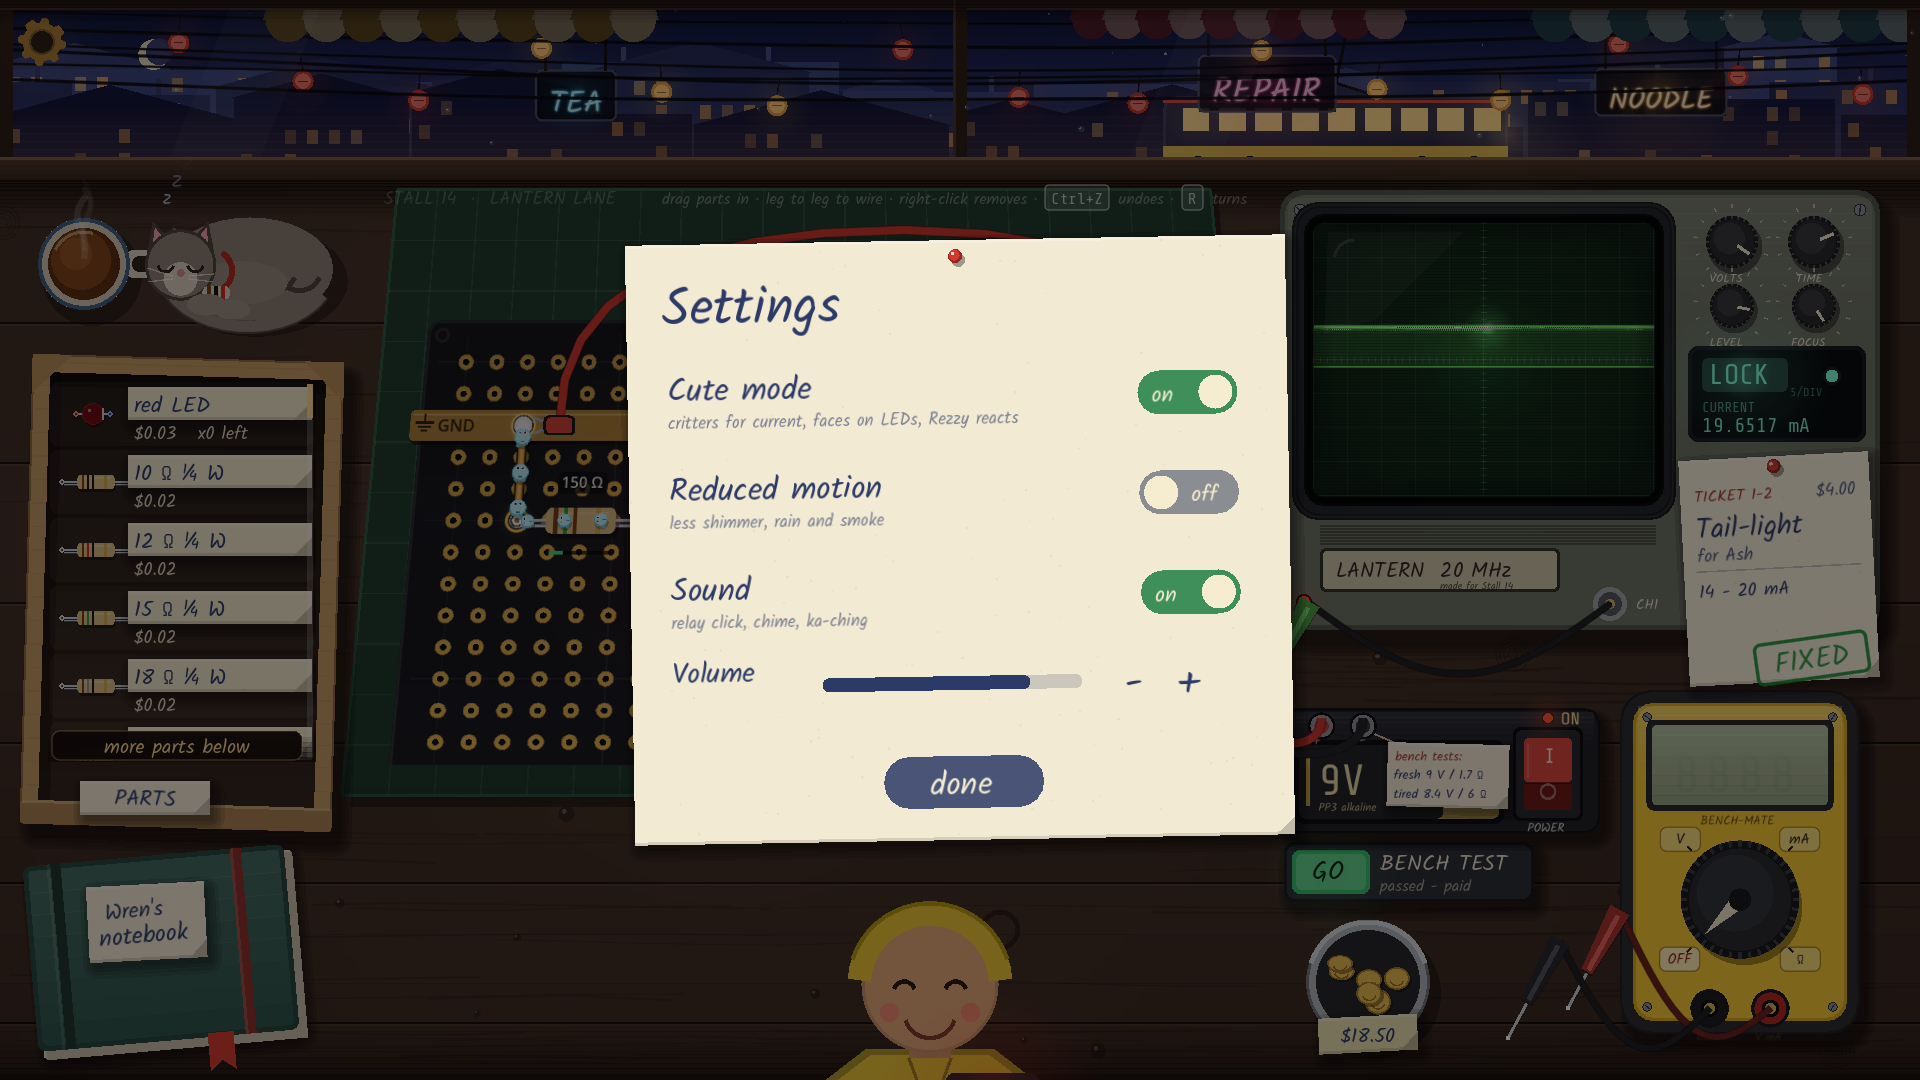 TEA
REPAIR
NOODLE
STALL 14 · LANTERN LANE
drag parts in · leg to leg to wire · right-click removes · Ctrl+Z undoes · R turns
z
z
red LED
$0.03 x0 left
10 Ω ¼ W
$0.02
12 Ω ¼ W
$0.02
15 Ω ¼ W
$0.02
18 Ω ¼ W
$0.02
more parts below
PARTS
Wren's
notebook
GND
150 Ω
Settings
Cute mode
critters for current, faces on LEDs, Rezzy reacts
on
Reduced motion
less shimmer, rain and smoke
off
Sound
relay click, chime, ka-ching
on
Volume
- +
done
VOLTS TIME
LEVEL FOCUS
LOCK
S/DIV
CURRENT
19.6517 mA
LANTERN 20 MHz
made for Stall 14
CH1
TICKET 1-2 $4.00
Tail-light
for Ash
14 - 20 mA
FIXED
9V
PP3 alkaline
bench tests:
fresh 9 V / 1.7 Ω
tired 8.4 V / 6 Ω
ON
I
POWER
GO
BENCH TEST
passed - paid
$18.50
BENCH-MATE
V mA
OFF Ω